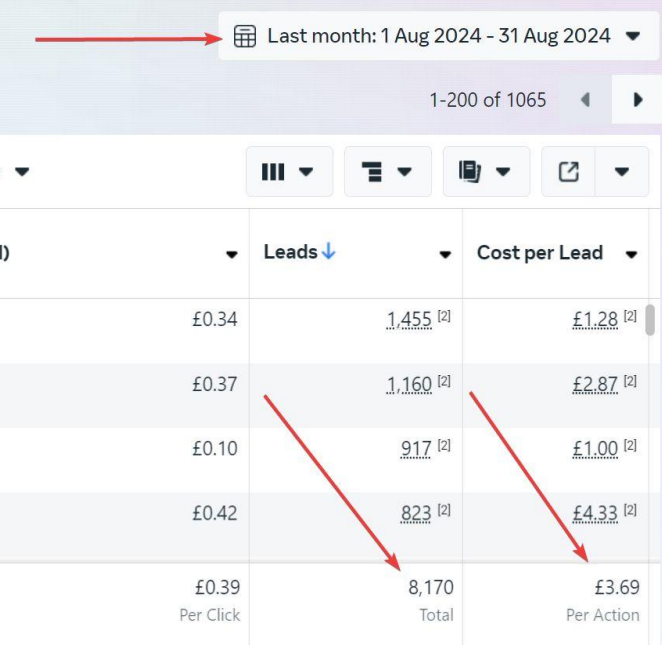 Last month: 1 Aug 2024 - 31 Aug 2024
1-200 of 1065
) Leads↓ Cost per Lead
£0.34 1,455 [2] £1.28 [2]
£0.37 1,160 [2] £2.87 [2]
£0.10 917 [2] £1.00 [2]
£0.42 823 [2] £4.33 [2]
£0.39 8,170 £3.69
Per Click Total Per Action